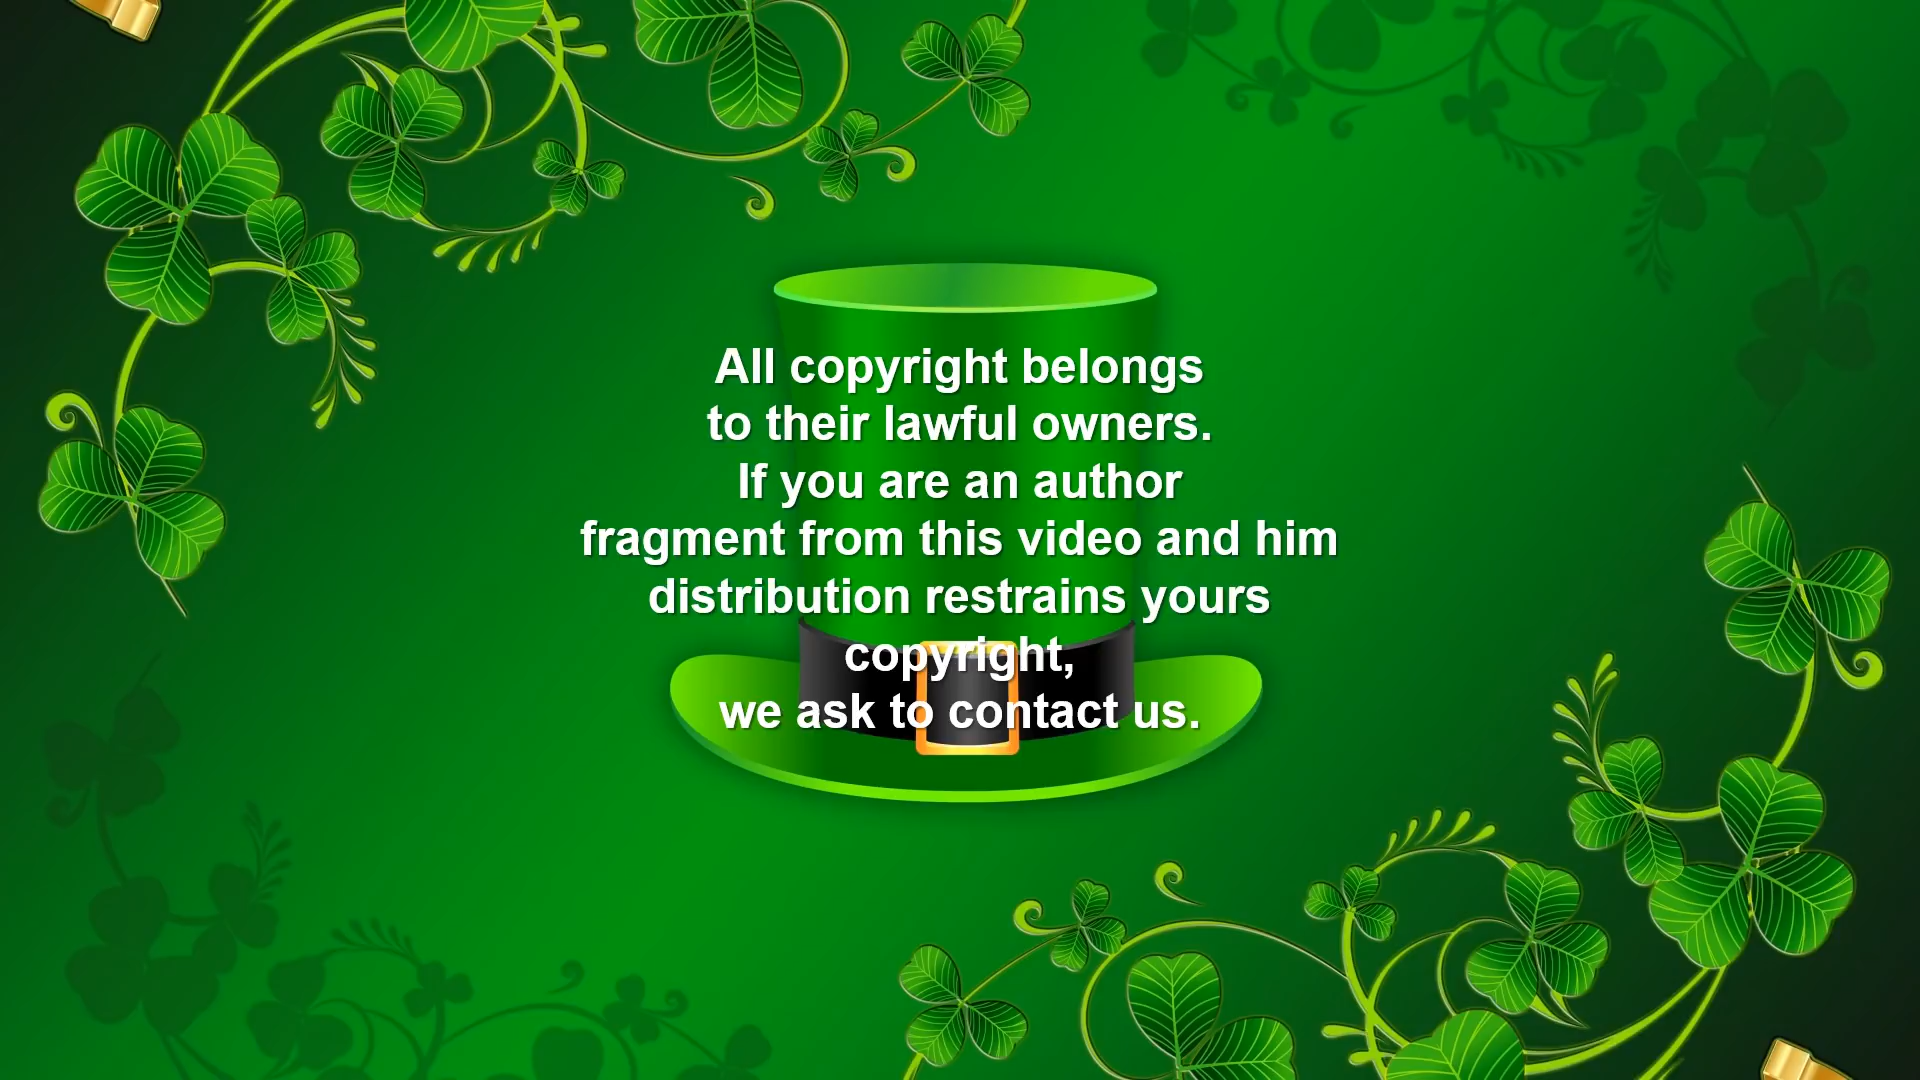 All copyright belongs
to their lawful owners.
If you are an author
fragment from this video and him
distribution restrains yours
copyright,
we ask to contact us.